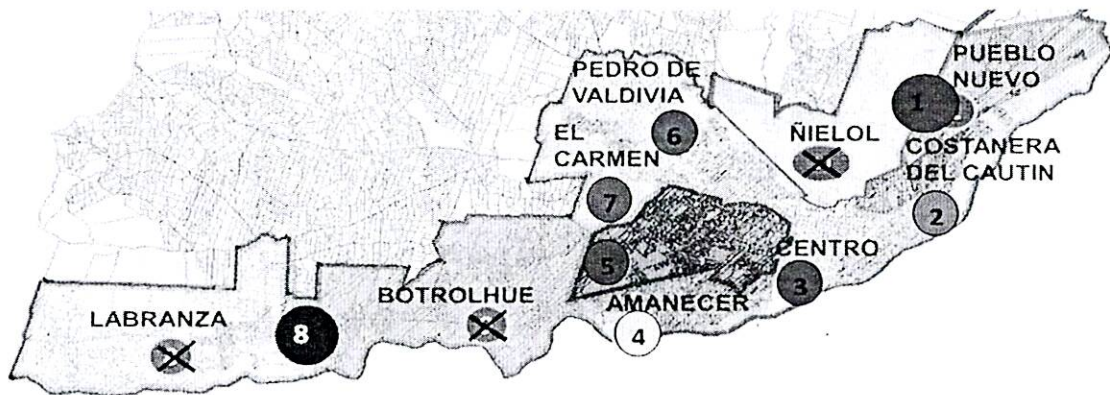 PUEBLO
NUEVO
PEDRO DE
VALDIVIA
1
6
EL
CARMEN
ÑIELOL
COSTANERA
DEL CAUTIN
7
2
CENTRO
5
3
BOTROLHUE
AMANECER
LABRANZA
8
4